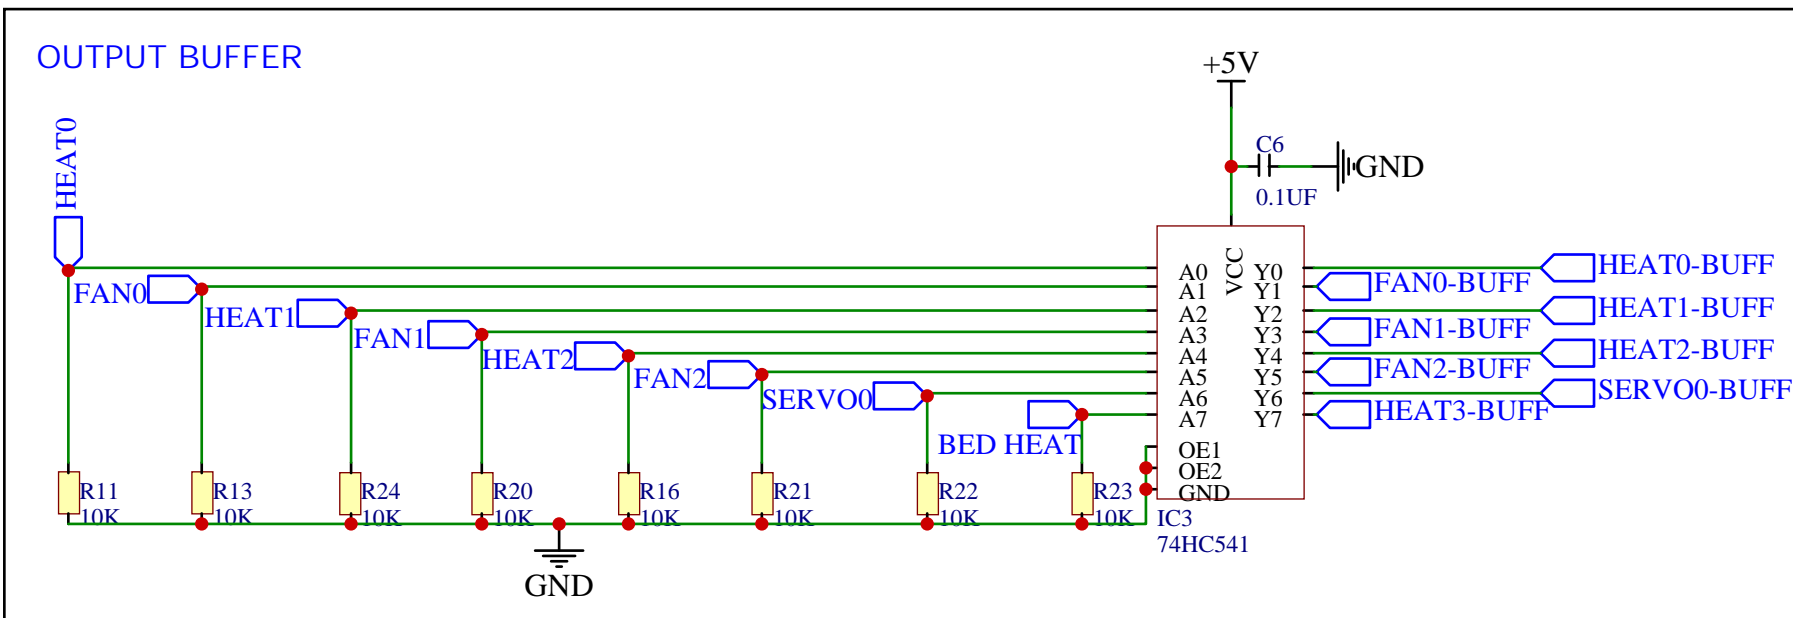 OUTPUT BUFFER
+5V
C6
GND
0.1UF
HEAT0
FAN0
HEAT1
FAN1
HEAT2
FAN2
SERVO0
BED HEAT
A0
A1
A2
A3
A4
A5
A6
A7
OE1
OE2
GND
VCC
Y0
Y1
Y2
Y3
Y4
Y5
Y6
Y7
HEAT0-BUFF
FAN0-BUFF
HEAT1-BUFF
FAN1-BUFF
HEAT2-BUFF
FAN2-BUFF
SERVO0-BUFF
HEAT3-BUFF
R11
10K
R13
10K
R24
10K
R20
10K
R16
10K
R21
10K
R22
10K
R23
10K
IC3
74HC541
GND